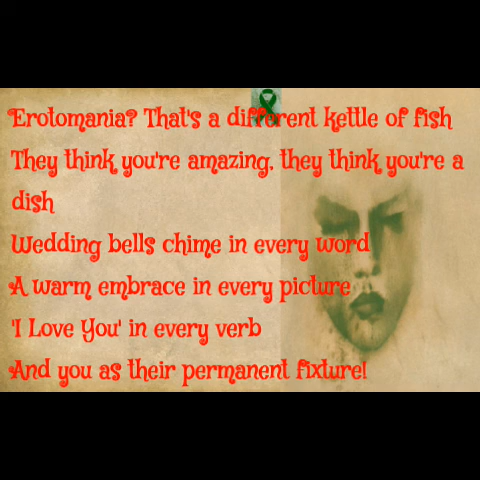 Erotomania? That's a different kettle of fish
They think you're amazing, they think you're a
dish
Wedding bells chime in every word
A warm embrace in every picture
'I Love You' in every verb
And you as their permanent fixture!